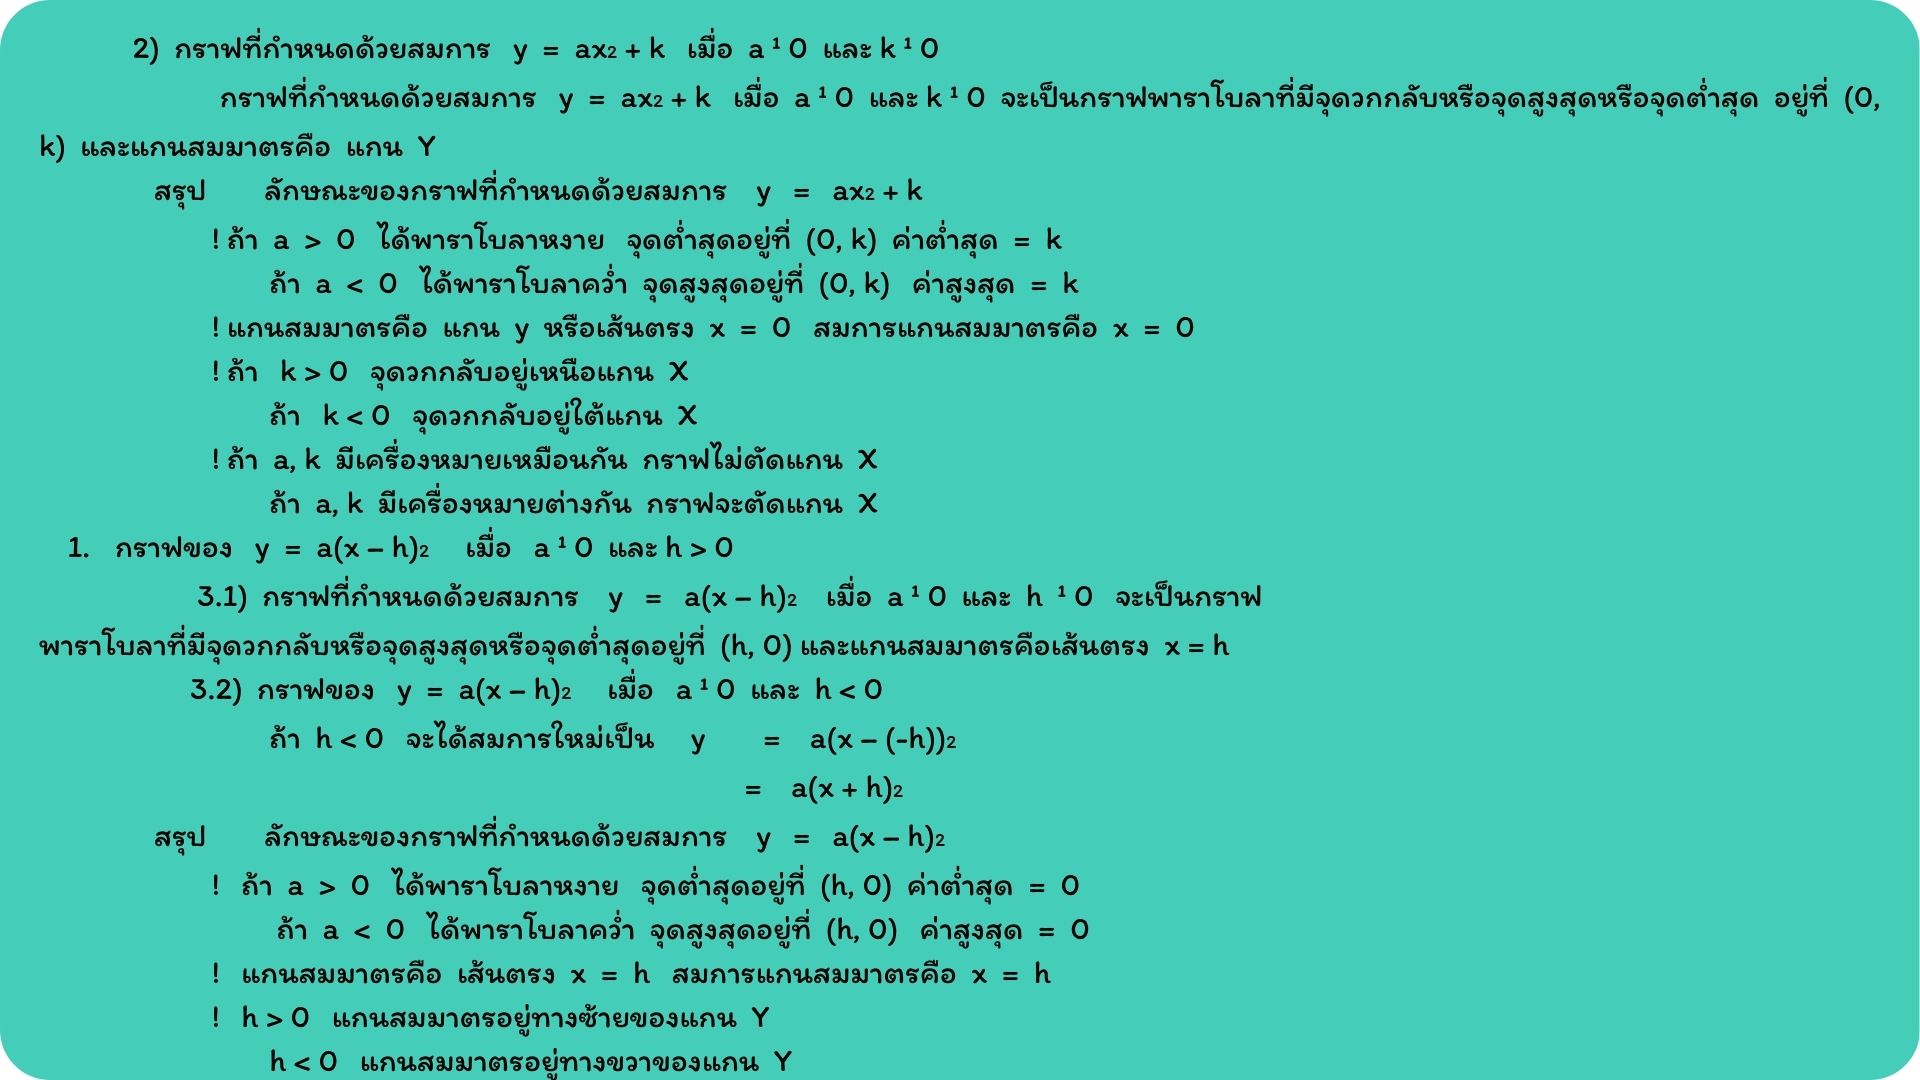 2) กราฟที่กำหนดด้วยสมการ y = ax₂ + k เมื่อ a ¹ 0 และ k ¹ 0
กราฟที่กำหนดด้วยสมการ y = ax₂ + k เมื่อ a ¹ 0 และ k ¹ 0 จะเป็นกราฟพาราโบลาที่มีจุดวกกลับหรือจุดสูงสุดหรือจุดต่ำสุด อยู่ที่ (0,
k) และแกนสมมาตรคือ แกน Y
สรุป ลักษณะของกราฟที่กำหนดด้วยสมการ y = ax₂ + k
! ถ้า a > 0 ได้พาราโบลาหงาย จุดต่ำสุดอยู่ที่ (0, k) ค่าต่ำสุด = k
ถ้า a < 0 ได้พาราโบลาคว่ำ จุดสูงสุดอยู่ที่ (0, k) ค่าสูงสุด = k
! แกนสมมาตรคือ แกน y หรือเส้นตรง x = 0 สมการแกนสมมาตรคือ x = 0
! ถ้า k > 0 จุดวกกลับอยู่เหนือแกน X
ถ้า k < 0 จุดวกกลับอยู่ใต้แกน X
! ถ้า a, k มีเครื่องหมายเหมือนกัน กราฟไม่ตัดแกน X
ถ้า a, k มีเครื่องหมายต่างกัน กราฟจะตัดแกน X
1. กราฟของ y = a(x – h)₂ เมื่อ a ¹ 0 และ h > 0
3.1) กราฟที่กำหนดด้วยสมการ y = a(x – h)₂ เมื่อ a ¹ 0 และ h ¹ 0 จะเป็นกราฟ
พาราโบลาที่มีจุดวกกลับหรือจุดสูงสุดหรือจุดต่ำสุดอยู่ที่ (h, 0) และแกนสมมาตรคือเส้นตรง x = h
3.2) กราฟของ y = a(x – h)₂ เมื่อ a ¹ 0 และ h < 0
ถ้า h < 0 จะได้สมการใหม่เป็น y = a(x – (-h))₂
= a(x + h)₂
สรุป ลักษณะของกราฟที่กำหนดด้วยสมการ y = a(x – h)₂
! ถ้า a > 0 ได้พาราโบลาหงาย จุดต่ำสุดอยู่ที่ (h, 0) ค่าต่ำสุด = 0
ถ้า a < 0 ได้พาราโบลาคว่ำ จุดสูงสุดอยู่ที่ (h, 0) ค่าสูงสุด = 0
! แกนสมมาตรคือ เส้นตรง x = h สมการแกนสมมาตรคือ x = h
! h > 0 แกนสมมาตรอยู่ทางซ้ายของแกน Y
h < 0 แกนสมมาตรอยู่ทางขวาของแกน Y